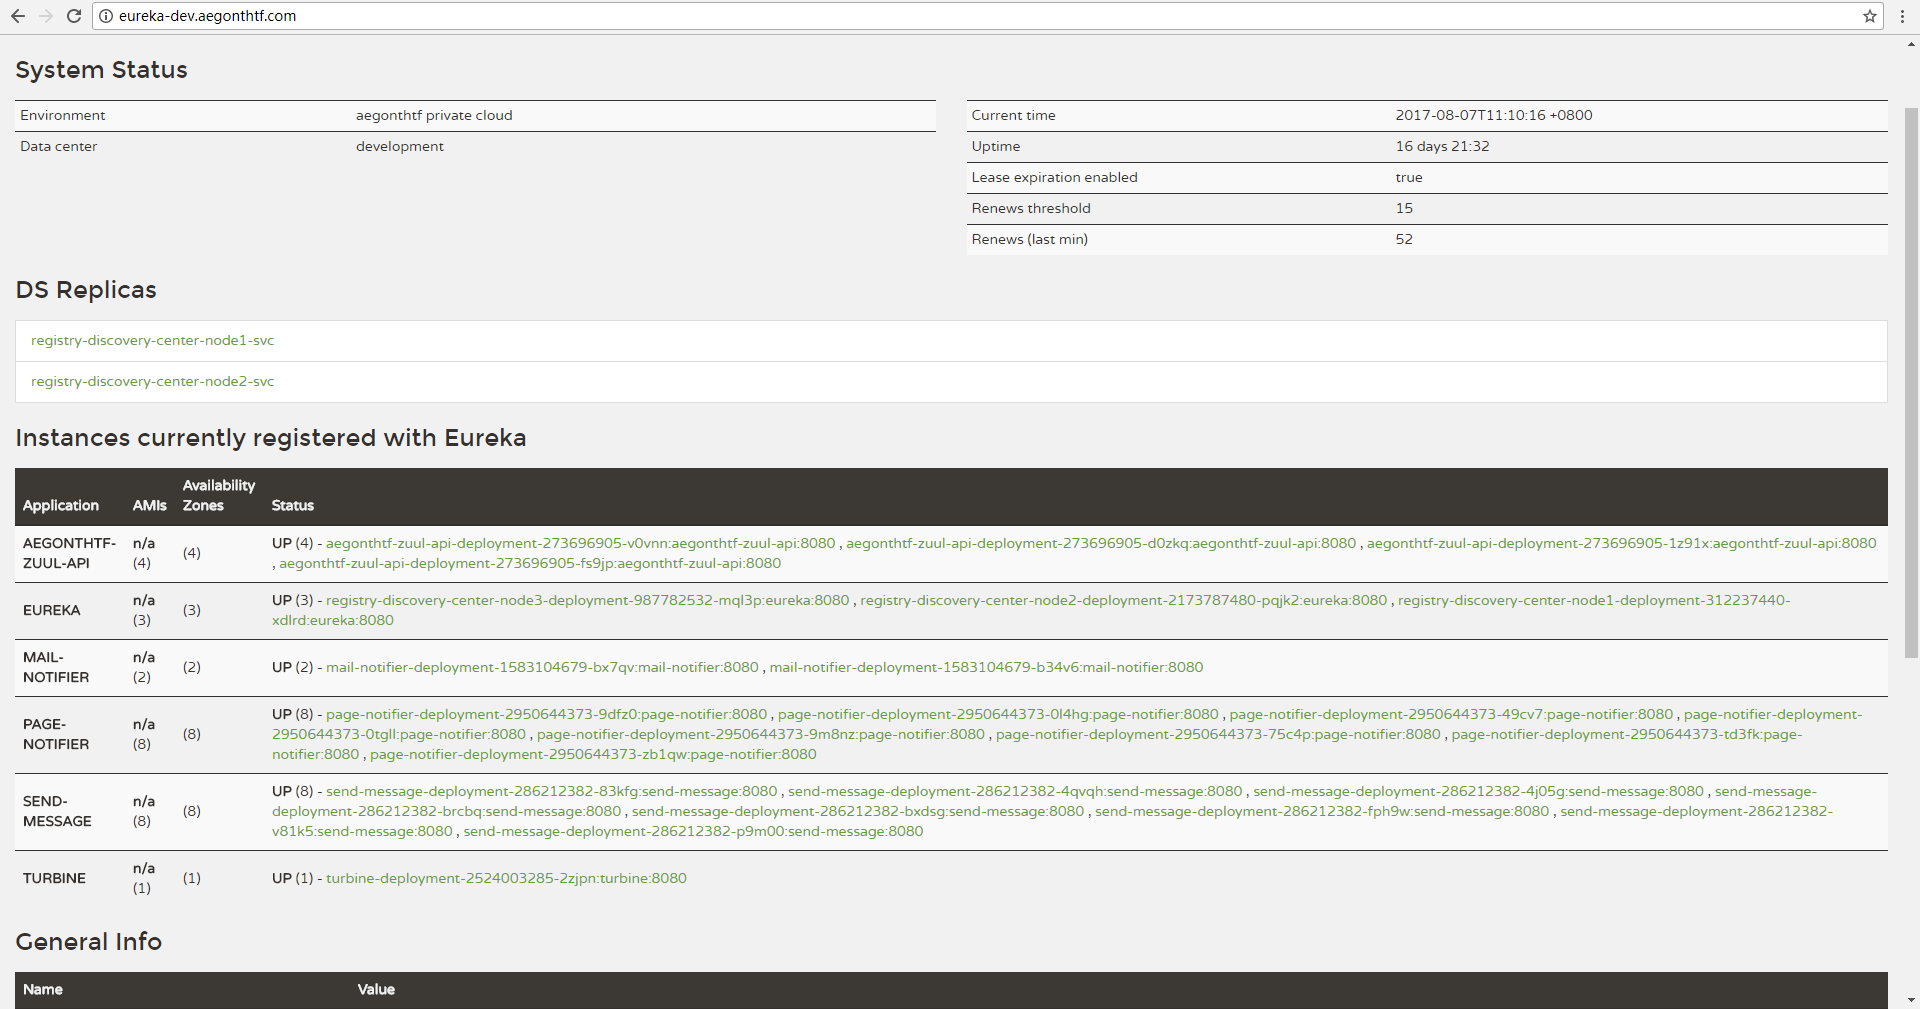 eureka-dev.aegonthtf.com
System Status
Environment aegonthtf private cloud
Data center development
Current time 2017-08-07T11:10:16 +0800
Uptime 16 days 21:32
Lease expiration enabled true
Renews threshold 15
Renews (last min) 52
DS Replicas
registry-discovery-center-node1-svc
registry-discovery-center-node2-svc
Instances currently registered with Eureka
Application AMIs Availability Zones Status
AEGONTHTF-ZUUL-API n/a (4) (4) UP (4) - aegonthtf-zuul-api-deployment-273696905-v0vnn:aegonthtf-zuul-api:8080 , aegonthtf-zuul-api-deployment-273696905-d0zkq:aegonthtf-zuul-api:8080 , aegonthtf-zuul-api-deployment-273696905-1z91x:aegonthtf-zuul-api:8080
, aegonthtf-zuul-api-deployment-273696905-fs9jp:aegonthtf-zuul-api:8080
EUREKA n/a (3) (3) UP (3) - registry-discovery-center-node3-deployment-987782532-mql3p:eureka:8080 , registry-discovery-center-node2-deployment-2173787480-pqjk2:eureka:8080 , registry-discovery-center-node1-deployment-312237440-
xdlrd:eureka:8080
MAIL-NOTIFIER n/a (2) (2) UP (2) - mail-notifier-deployment-1583104679-bx7qv:mail-notifier:8080 , mail-notifier-deployment-1583104679-b34v6:mail-notifier:8080
PAGE-NOTIFIER n/a (8) (8) UP (8) - page-notifier-deployment-2950644373-9dfz0:page-notifier:8080 , page-notifier-deployment-2950644373-0l4hg:page-notifier:8080 , page-notifier-deployment-2950644373-49cv7:page-notifier:8080 , page-notifier-deployment-
2950644373-0tgll:page-notifier:8080 , page-notifier-deployment-2950644373-9m8nz:page-notifier:8080 , page-notifier-deployment-2950644373-75c4p:page-notifier:8080 , page-notifier-deployment-2950644373-td3fk:page-
notifier:8080 , page-notifier-deployment-2950644373-zb1qw:page-notifier:8080
SEND-MESSAGE n/a (8) (8) UP (8) - send-message-deployment-286212382-83kfg:send-message:8080 , send-message-deployment-286212382-4qvqh:send-message:8080 , send-message-deployment-286212382-4j05g:send-message:8080 , send-message-
deployment-286212382-brcbq:send-message:8080 , send-message-deployment-286212382-bxdsg:send-message:8080 , send-message-deployment-286212382-fph9w:send-message:8080 , send-message-deployment-286212382-
v81k5:send-message:8080 , send-message-deployment-286212382-p9m00:send-message:8080
TURBINE n/a (1) (1) UP (1) - turbine-deployment-2524003285-2zjpn:turbine:8080
General Info
Name Value